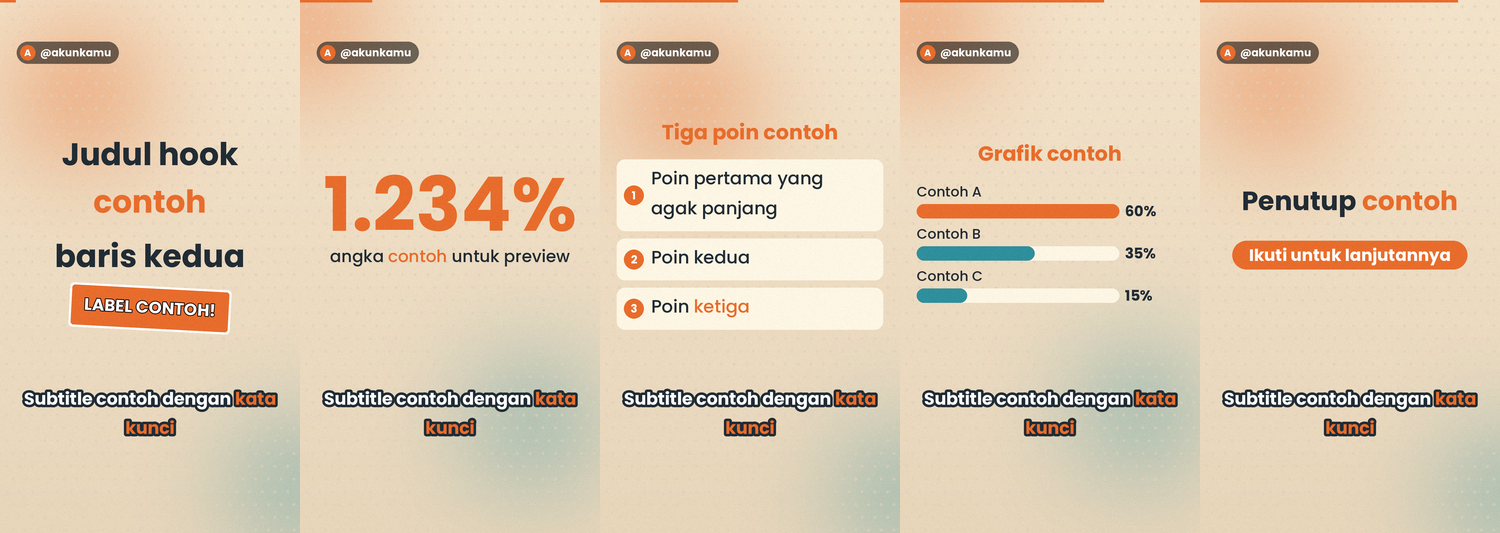 A @akunkamu
Judul hook
contoh
baris kedua
LABEL CONTOH!
Subtitle contoh dengan kata
kunci
A @akunkamu
1.234%
angka contoh untuk preview
Subtitle contoh dengan kata
kunci
A @akunkamu
Tiga poin contoh
1 Poin pertama yang
agak panjang
2 Poin kedua
3 Poin ketiga
Subtitle contoh dengan kata
kunci
A @akunkamu
Grafik contoh
Contoh A
60%
Contoh B
35%
Contoh C
15%
Subtitle contoh dengan kata
kunci
A @akunkamu
Penutup contoh
Ikuti untuk lanjutannya
Subtitle contoh dengan kata
kunci